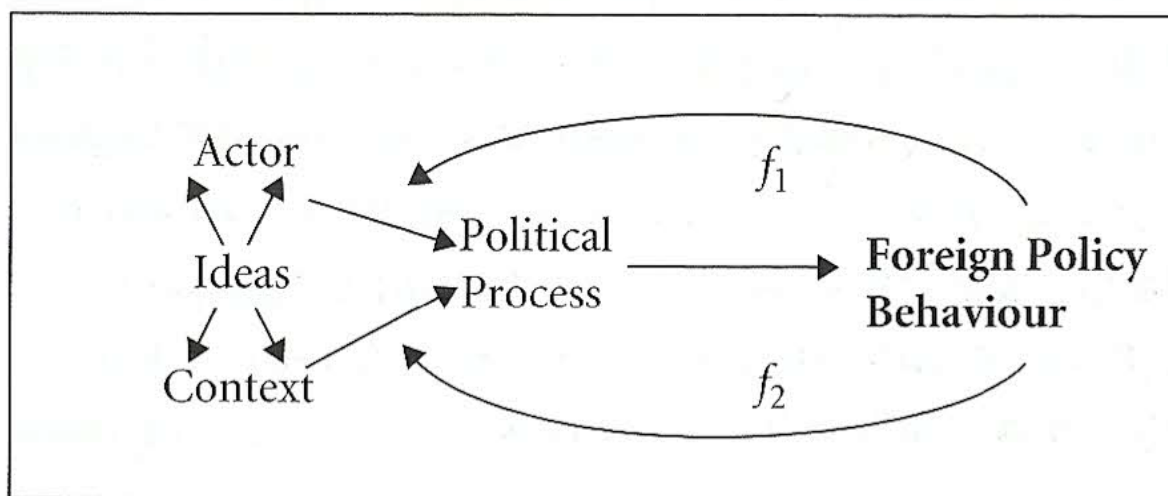 Actor
f1
Ideas
Political
Process
Foreign Policy
Behaviour
Context
f2